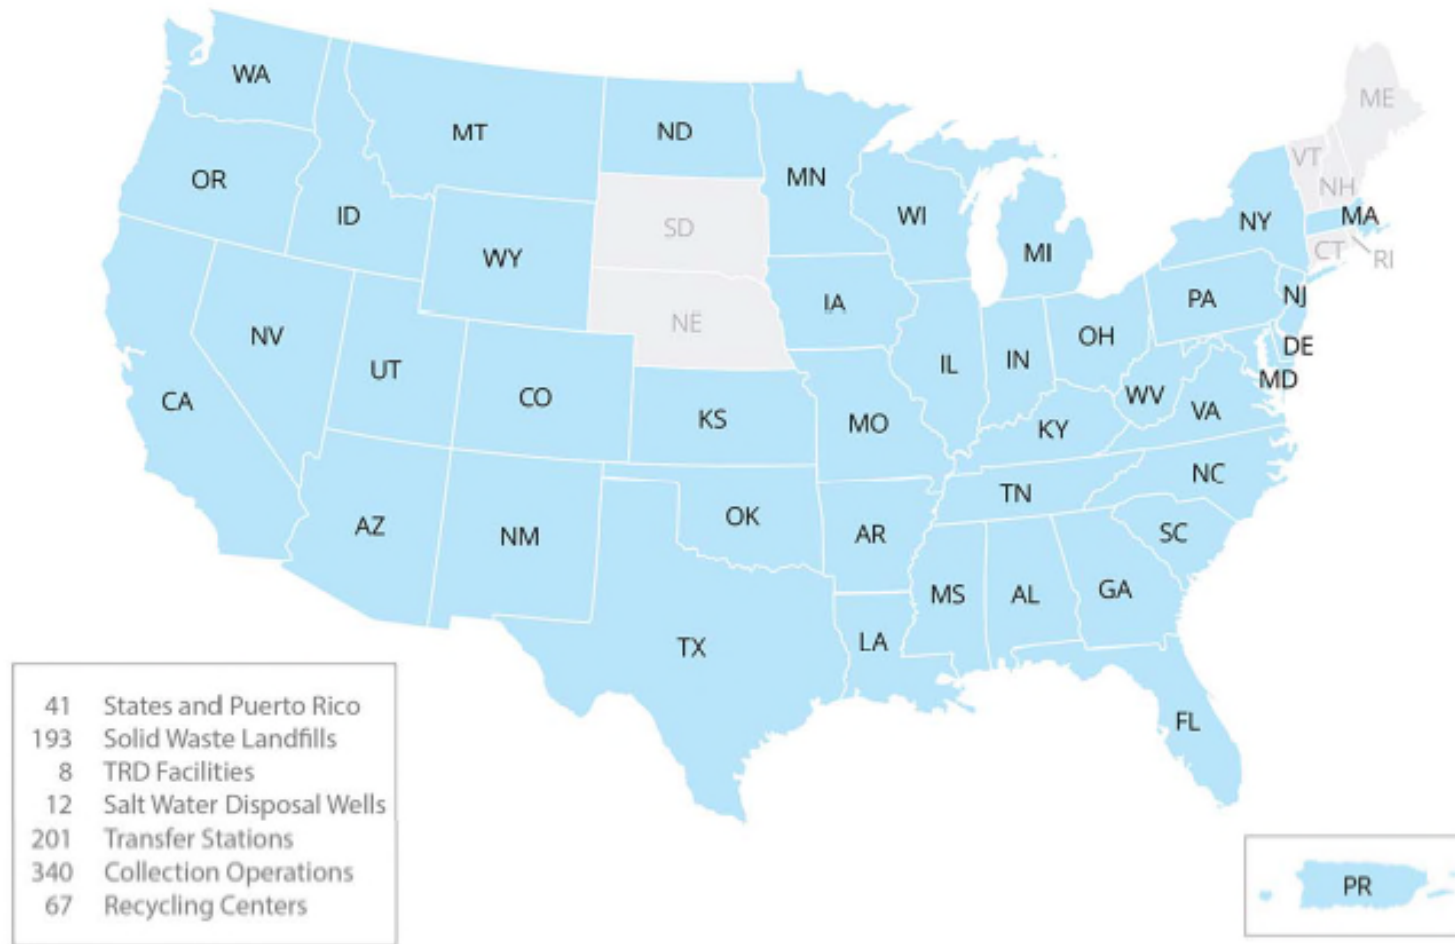 WA
ME
MT
ND
VT
OR
MN
NH
ID
WI
MA
NY
SD
MI
CT
RI
WY
PA
NJ
IA
NE
NV
OH
DE
UT
IL
IN
MD
CO
WV
CA
VA
KS
MO
KY
NC
TN
AZ
OK
SC
NM
AR
MS
AL
GA
TX
LA
FL
41 States and Puerto Rico
193 Solid Waste Landfills
8 TRD Facilities
12 Salt Water Disposal Wells
201 Transfer Stations
340 Collection Operations
67 Recycling Centers
PR